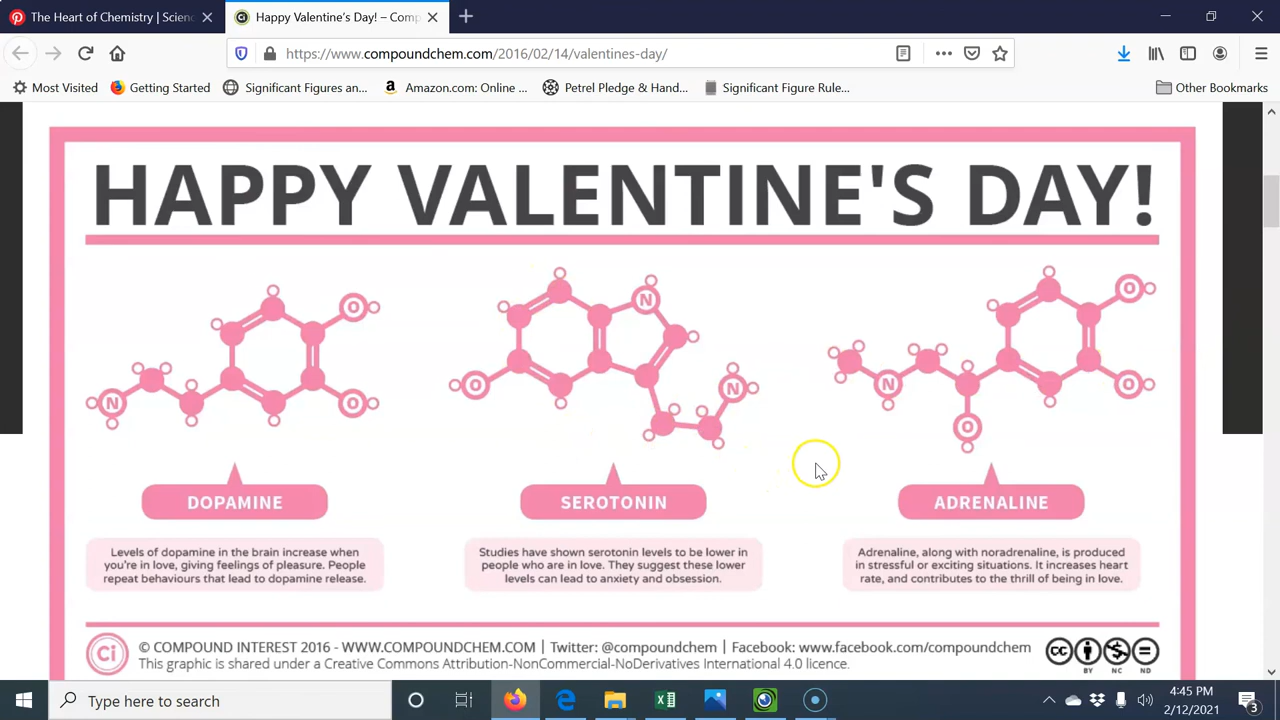 The Heart of Chemistry | Scienc
Happy Valentine's Day! – Comp
https://www.compoundchem.com/2016/02/14/valentines-day/
Most Visited
Getting Started
Significant Figures an...
Amazon.com: Online ...
Petrel Pledge & Hand...
Significant Figure Rule...
Other Bookmarks
HAPPY VALENTINE'S DAY!
O
O
N
N
O
N
O
O
N
O
DOPAMINE
Levels of dopamine in the brain increase when
you're in love, giving feelings of pleasure. People
repeat behaviours that lead to dopamine release.
SEROTONIN
Studies have shown serotonin levels to be lower in
people who are in love. They suggest these lower
levels can lead to anxiety and obsession.
ADRENALINE
Adrenaline, along with noradrenaline, is produced
in stressful or exciting situations. It increases heart
rate, and contributes to the thrill of being in love.
Ci
© COMPOUND INTEREST 2016 - WWW.COMPOUNDCHEM.COM | Twitter: @compoundchem | Facebook: www.facebook.com/compoundchem
This graphic is shared under a Creative Commons Attribution-NonCommercial-NoDerivatives International 4.0 licence.
cc
BY NC ND
Type here to search
4:45 PM
2/12/2021
3